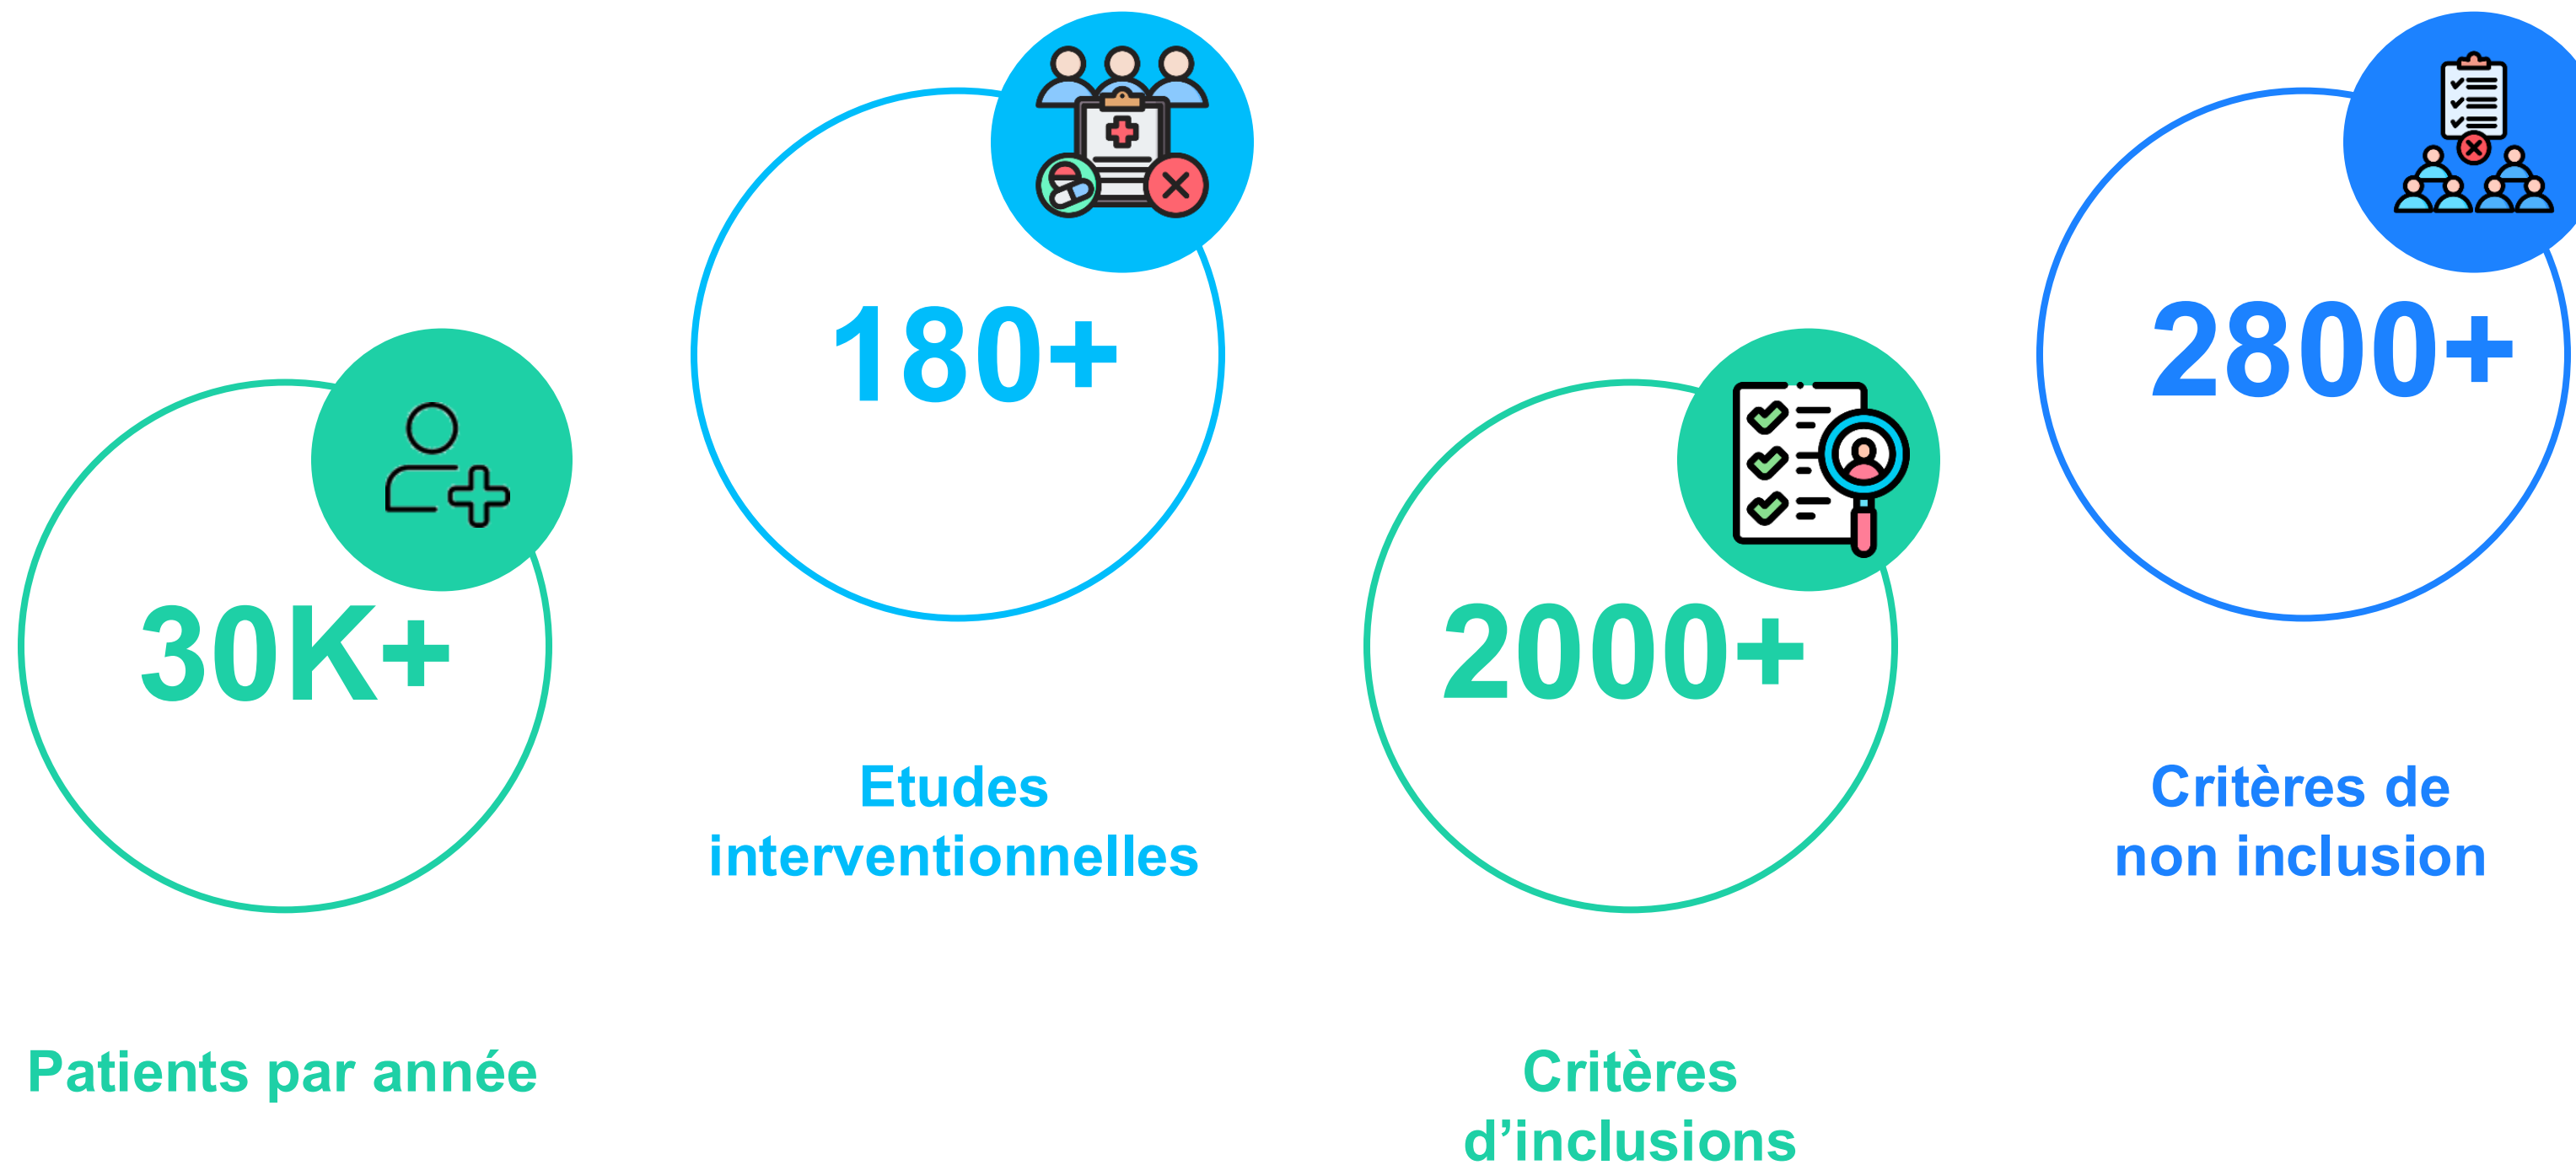 30K+
Patients par année
180+
Etudes
interventionnelles
2000+
Critères
d’inclusions
2800+
Critères de
non inclusion